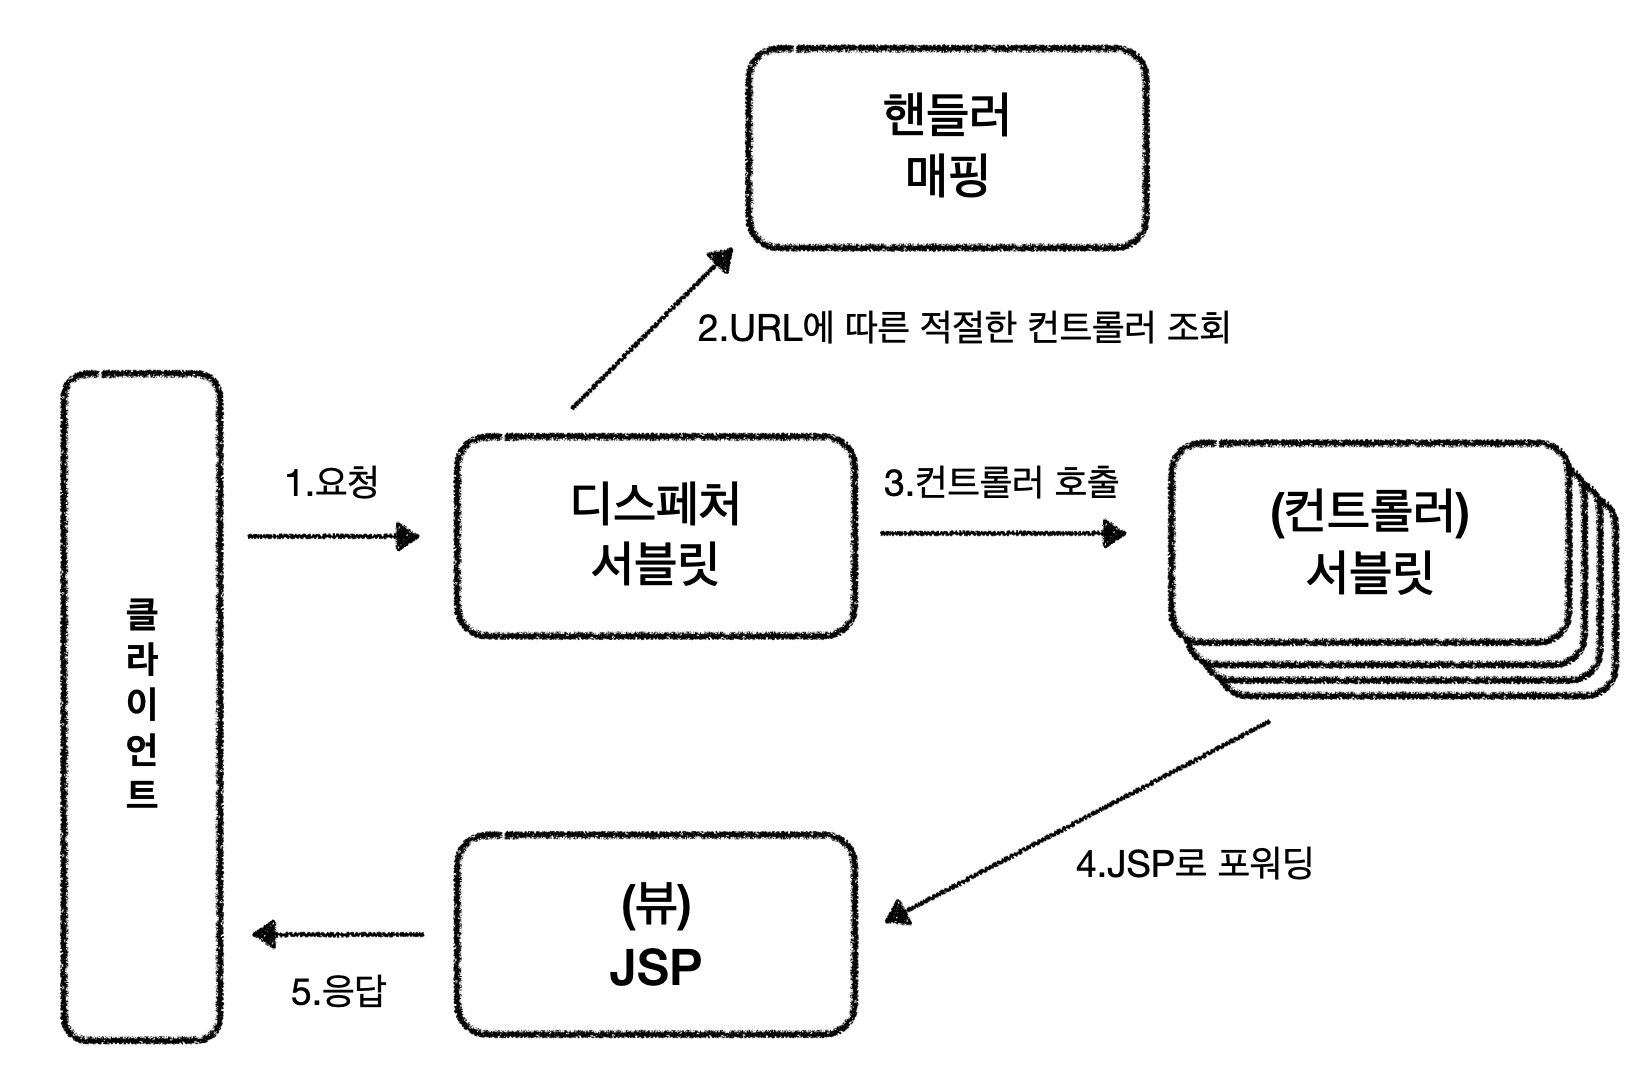 핸들러
매핑
2.URL에 따른 적절한 컨트롤러 조회
1.요청
디스페처
서블릿
3.컨트롤러 호출
(컨트롤러)
서블릿
클
라
이
언
트
4.JSP로 포워딩
(뷰)
JSP
5.응답